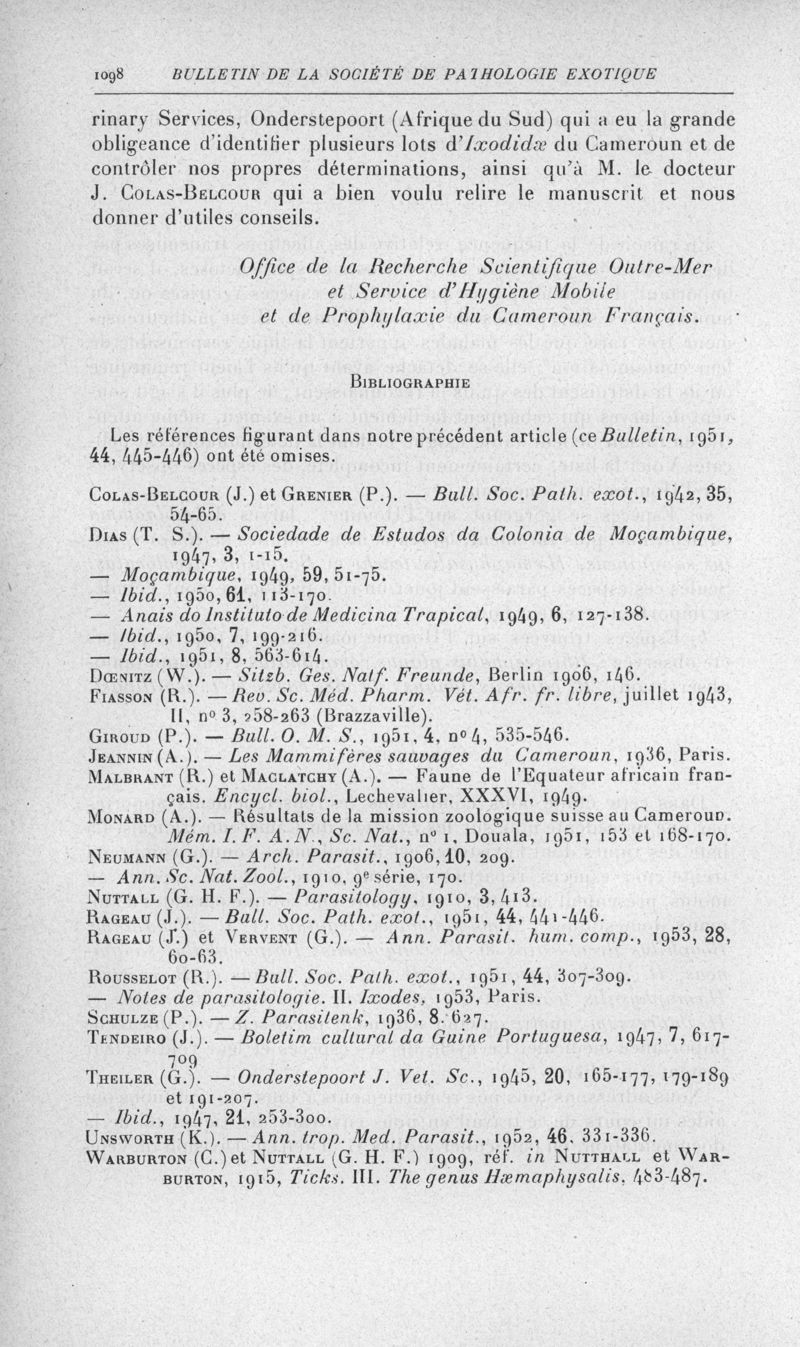 1098 BULLETIN DE LA SOCIÉTÉ DE PATHOLOGIE EXOTIQUE
rinary Services, Onderstepoort (Afrique du Sud) qui a eu la grande
obligeance d'identifier plusieurs lots d'Ixodidæ du Cameroun et de
contrôler nos propres déterminations, ainsi qu'à M. le docteur
J. COLAS-BELCOUR qui a bien voulu relire le manuscrit et nous
donner d'utiles conseils.
Office de la Recherche Scientifique Outre-Mer
et Service d'Hygiène Mobile
et de Prophylaxie du Cameroun Français.
BIBLIOGRAPHIE
Les références figurant dans notre précédent article (ce Bulletin, 1951,
44, 445-446) ont été omises.
COLAS-BELCOUR (J.) et GRENIER (P.). — Bull. Soc. Path. exot., 1942, 35,
54-65.
DIAS (T. S.). — Sociedade de Estudos da Colonia de Moçambique,
1947, 3, 1-15.
— Moçambique, 1949, 59, 51-75.
— Ibid., 1950, 61, 113-170.
— Anais do Instituto de Medicina Trapical, 1949, 6, 127-138.
— Ibid., 1950, 7, 199-216.
— Ibid., 1951, 8, 563-614.
DŒNITZ (W.). — Sitzb. Ges. Natf. Freunde, Berlin 1906, 146.
FIASSON (R.). — Rev. Sc. Méd. Pharm. Vét. Afr. fr. libre, juillet 1943,
II, nº 3, 258-263 (Brazzaville).
GIROUD (P.). — Bull. O. M. S., 1951, 4, nº 4, 535-546.
JEANNIN (A.). — Les Mammifères sauvages du Cameroun, 1936, Paris.
MALBRANT (R.) et MACLATCHY (A.). — Faune de l'Equateur africain fran-
çais. Encycl. biol., Lechevalier, XXXVI, 1949.
MONARD (A.). — Résultats de la mission zoologique suisse au Cameroun.
Mém. I. F. A. N., Sc. Nat., nº 1, Douala, 1951, 153 et 168-170.
NEUMANN (G.). — Arch. Parasit., 1906, 10, 209.
— Ann. Sc. Nat. Zool., 1910, 9e série, 170.
NUTTALL (G. H. F.). — Parasitology, 1910, 3, 413.
RAGEAU (J.). — Bull. Soc. Path. exot., 1951, 44, 441-446.
RAGEAU (J.) et VERVENT (G.). — Ann. Parasit. hum. comp., 1953, 28,
60-63.
ROUSSELOT (R.). — Bull. Soc. Path. exot., 1951, 44, 307-309.
— Notes de parasitologie. II. Ixodes, 1953, Paris.
SCHULZE (P.). — Z. Parasitenk, 1936, 8. 627.
TENDEIRO (J.). — Boletim cultural da Guine Portuguesa, 1947, 7, 617-
709
THEILER (G.). — Onderstepoort J. Vet. Sc., 1945, 20, 165-177, 179-189
et 191-207.
— Ibid., 1947, 21, 253-300.
UNSWORTH (K.). — Ann. trop. Med. Parasit., 1952, 46, 331-336.
WARBURTON (C.) et NUTTALL (G. H. F.) 1909, réf. in NUTTHALL et WAR-
BURTON, 1915, Ticks. III. The genus Hæmaphysalis, 483-487.